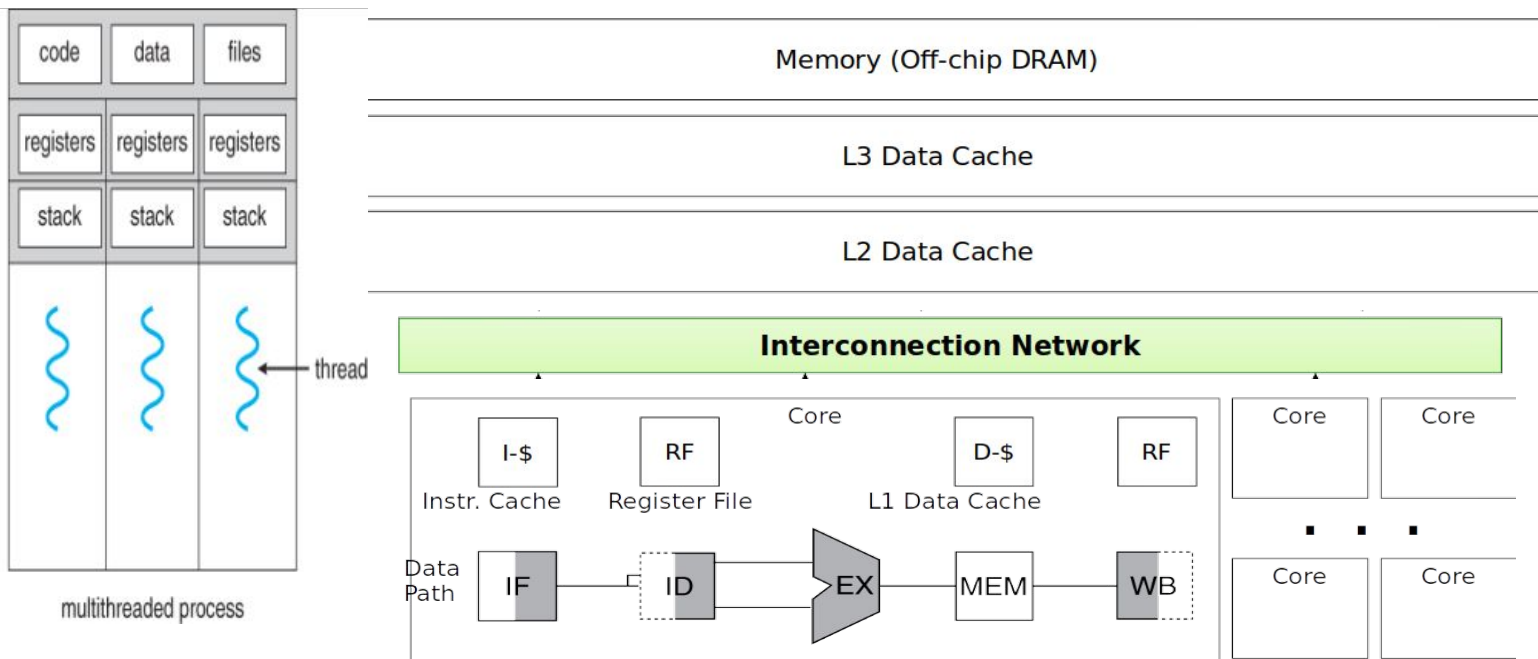 code data files
registers registers registers
stack stack stack
thread
multithreaded process
Memory (Off-chip DRAM)
L3 Data Cache
L2 Data Cache
Interconnection Network
Core
I-$ RF D-$ RF
Instr. Cache Register File L1 Data Cache
Data
Path
IF ID EX MEM WB
Core Core
. . .
Core Core